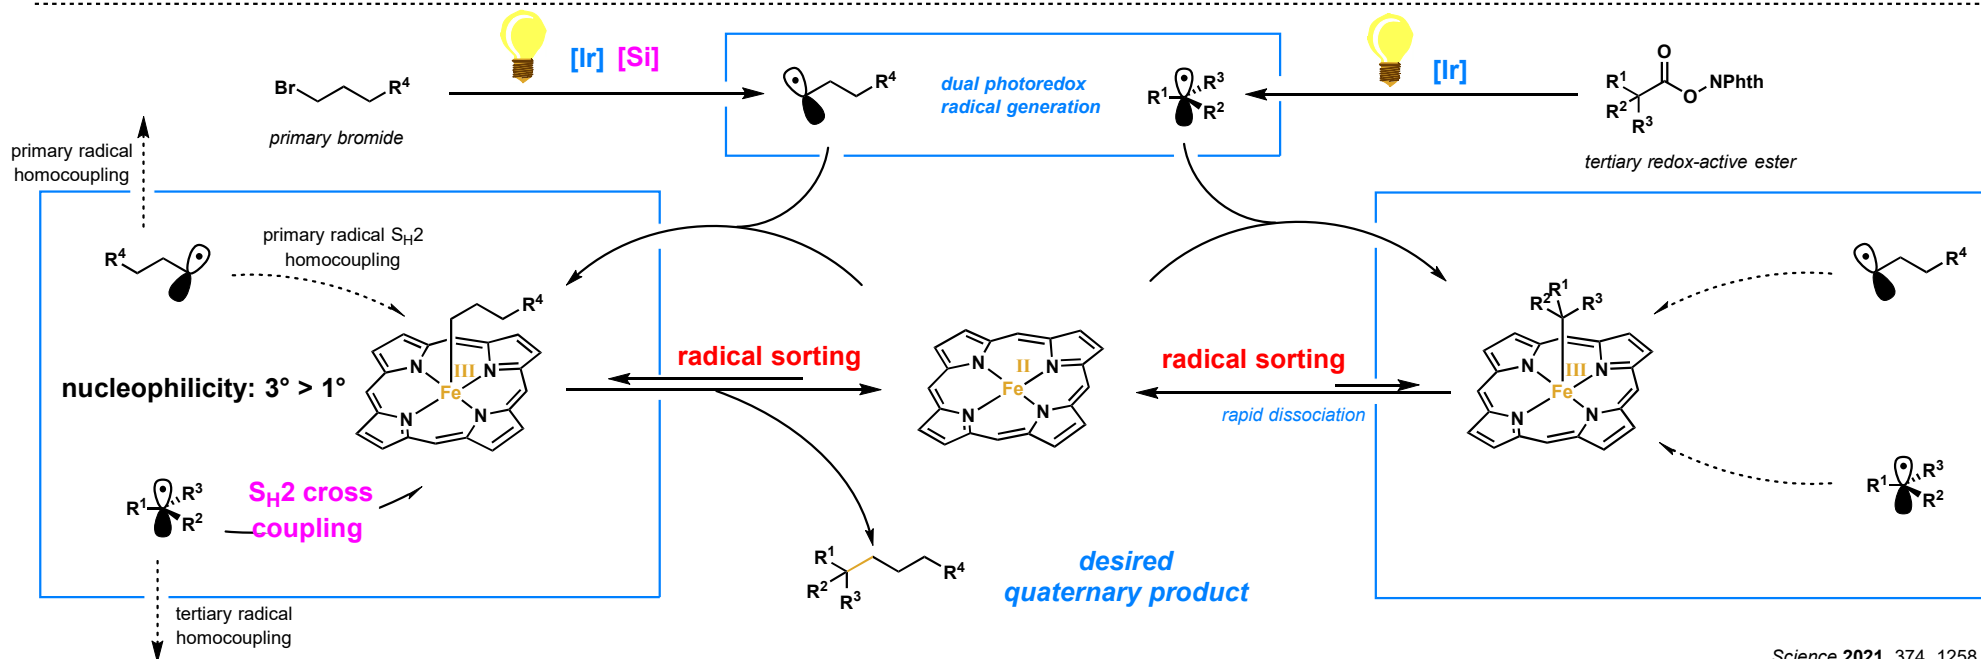 [Ir] [Si]
[Ir]
Br
R⁴
primary bromide
R⁴
dual photoredox
radical generation
R¹
R³
R²
O
R¹
R²
R³
O
NPhth
tertiary redox-active ester
primary radical
homocoupling
R⁴
primary radical S_H2
homocoupling
R⁴
III
N
N
N
N
Fe
nucleophilicity: 3° > 1°
radical sorting
II
N
N
N
N
Fe
radical sorting
rapid dissociation
R¹
R²
R³
III
N
N
N
N
Fe
R⁴
R¹
R³
R²
S_H2 cross
coupling
R¹
R³
R²
tertiary radical
homocoupling
R¹
R²
R³
R⁴
desired
quaternary product
Science 2021, 374, 1258